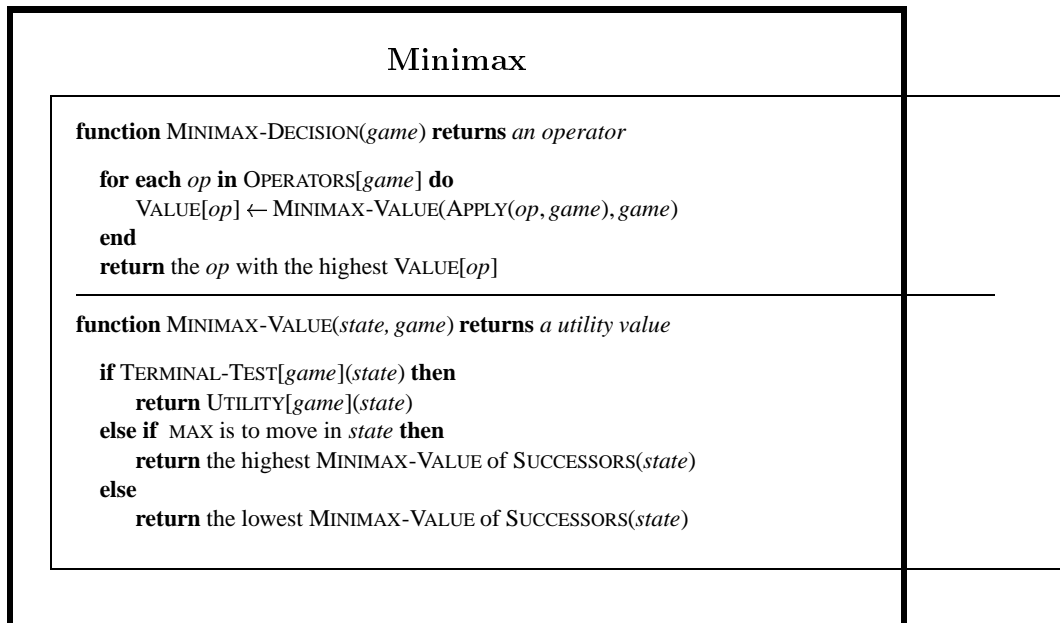 Minimax
function MINIMAX-DECISION(game) returns an operator
for each op in OPERATORS[game] do
VALUE[op] ← MINIMAX-VALUE(APPLY(op, game), game)
end
return the op with the highest VALUE[op]
function MINIMAX-VALUE(state, game) returns a utility value
if TERMINAL-TEST[game](state) then
return UTILITY[game](state)
else if MAX is to move in state then
return the highest MINIMAX-VALUE of SUCCESSORS(state)
else
return the lowest MINIMAX-VALUE of SUCCESSORS(state)